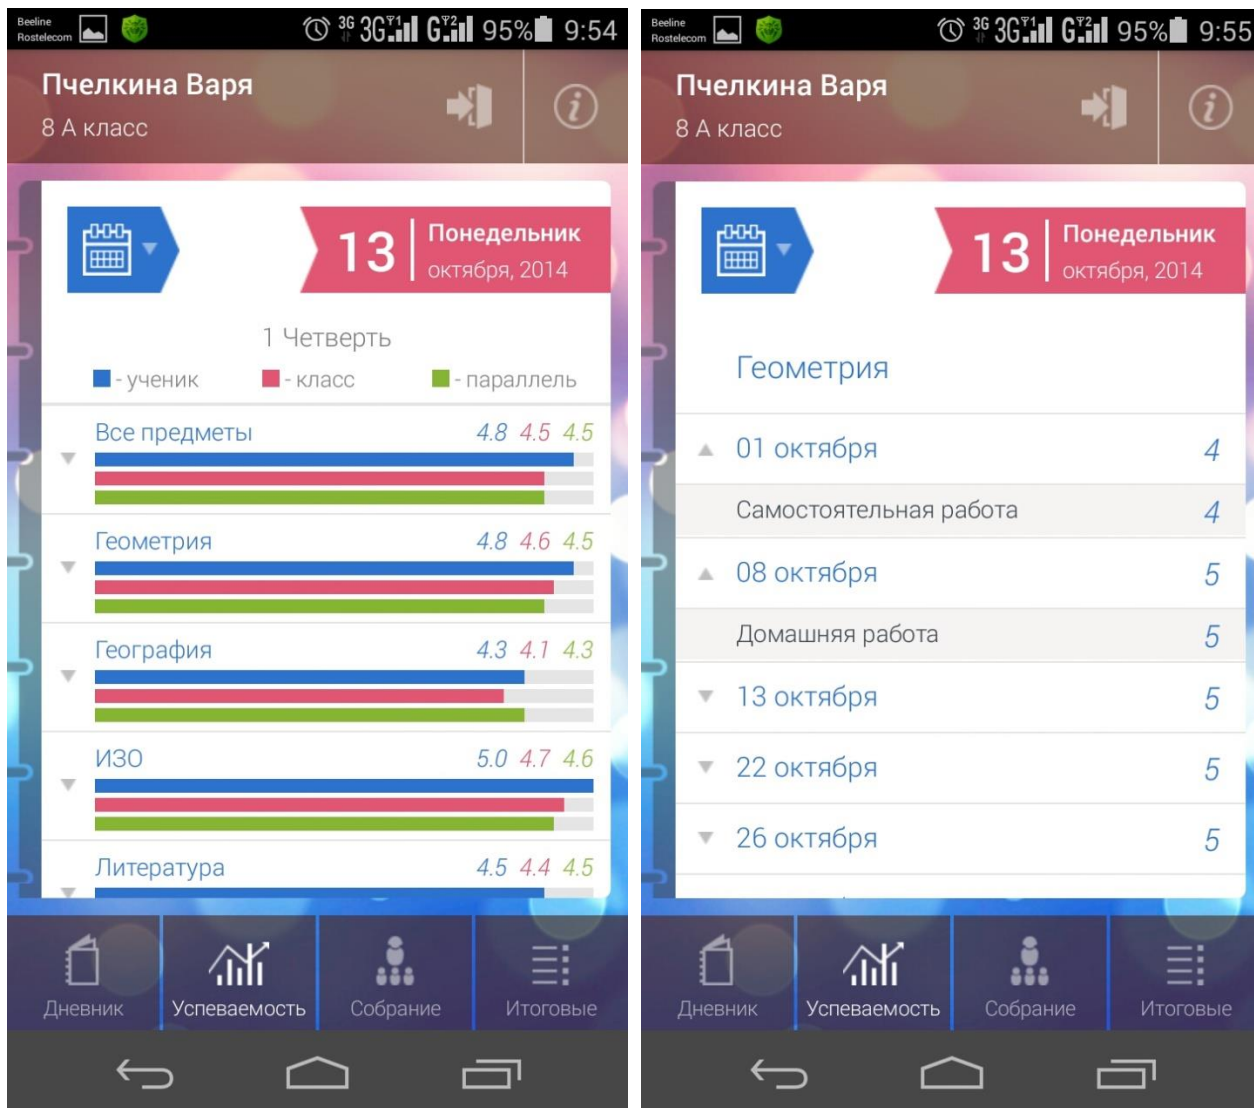 Beeline
Rostelecom
3G 3G 1 G 2 95% 9:54
Пчелкина Варя
8 А класс
13
Понедельник
октября, 2014
1 Четверть
- ученик - класс - параллель
Все предметы 4.8 4.5 4.5
Геометрия 4.8 4.6 4.5
География 4.3 4.1 4.3
ИЗО 5.0 4.7 4.6
Литература 4.5 4.4 4.5
Дневник Успеваемость Собрание Итоговые
Beeline
Rostelecom
3G 3G 1 G 2 95% 9:55
Пчелкина Варя
8 А класс
13
Понедельник
октября, 2014
Геометрия
01 октября 4
Самостоятельная работа 4
08 октября 5
Домашняя работа 5
13 октября 5
22 октября 5
26 октября 5
Дневник Успеваемость Собрание Итоговые